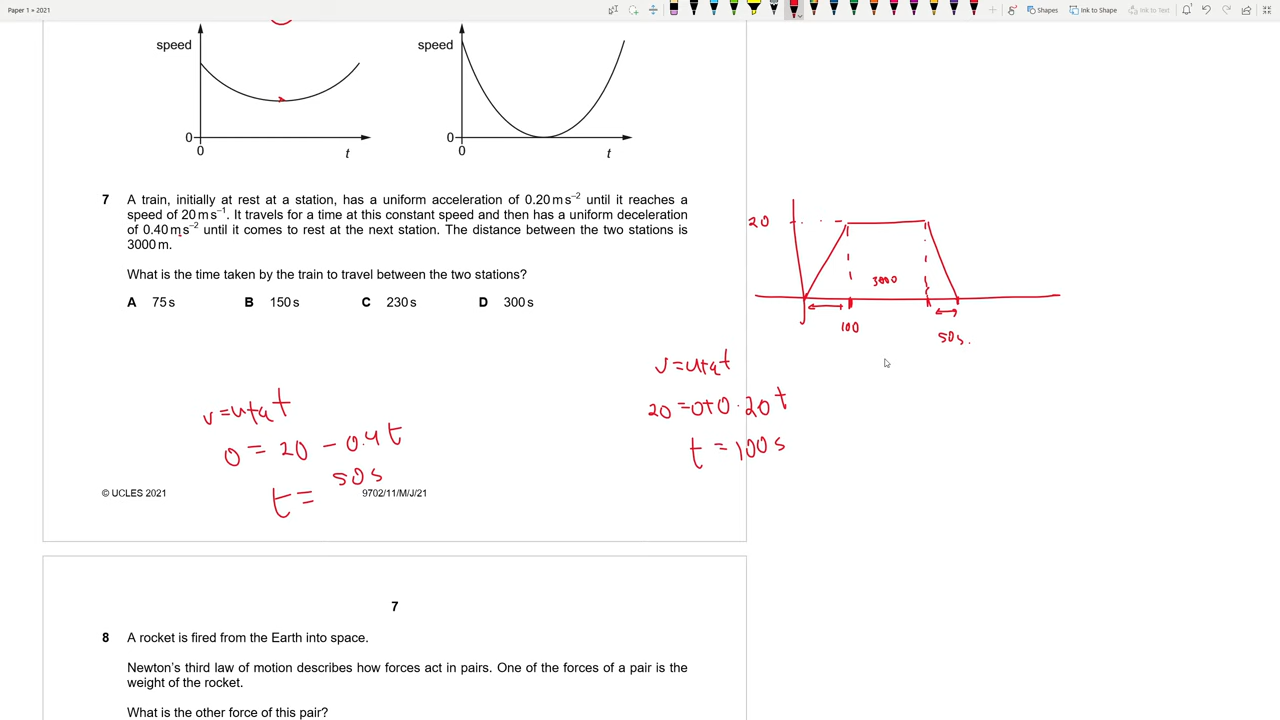 Paper 1 » 2021
Shapes
Ink to Shape
Ink to Text
speed
speed
0
0
0
t
0
t
7 A train, initially at rest at a station, has a uniform acceleration of 0.20 m s⁻² until it reaches a
speed of 20 m s⁻¹. It travels for a time at this constant speed and then has a uniform deceleration
of 0.40 m s⁻² until it comes to rest at the next station. The distance between the two stations is
3000 m.
What is the time taken by the train to travel between the two stations?
A 75 s B 150 s C 230 s D 300 s
20
3000
100
50s.
v=u+at
20=0+0.20t
t=100s
v=u+at
0=20-0.4t
50s
t=
© UCLES 2021
9702/11/M/J/21
7
8 A rocket is fired from the Earth into space.
Newton’s third law of motion describes how forces act in pairs. One of the forces of a pair is the
weight of the rocket.
What is the other force of this pair?